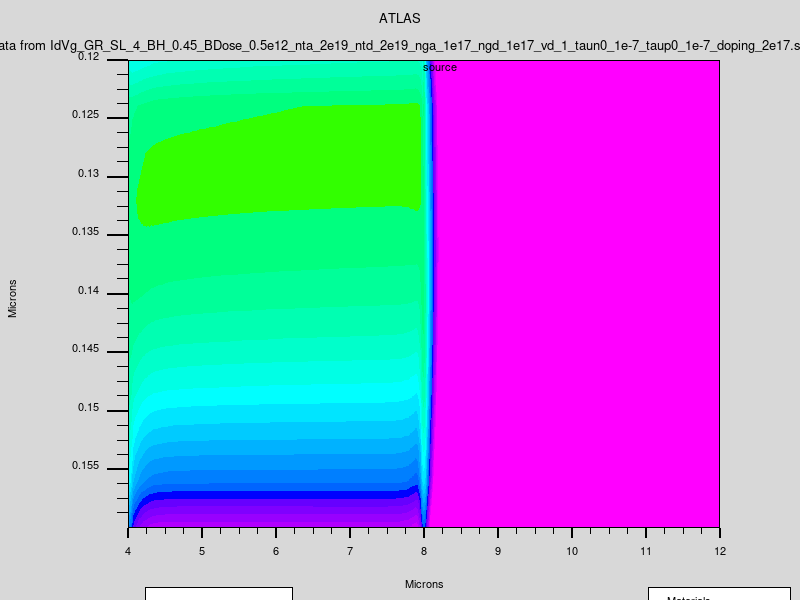 ATLAS
ata from IdVg_GR_SL_4_BH_0.45_BDose_0.5e12_nta_2e19_ntd_2e19_nga_1e17_ngd_1e17_vd_1_taun0_1e-7_taup0_1e-7_doping_2e17.s
0.12
source
0.125
0.13
0.135
0.14
0.145
0.15
0.155
Microns
4 5 6 7 8 9 10 11 12
Microns
Materials